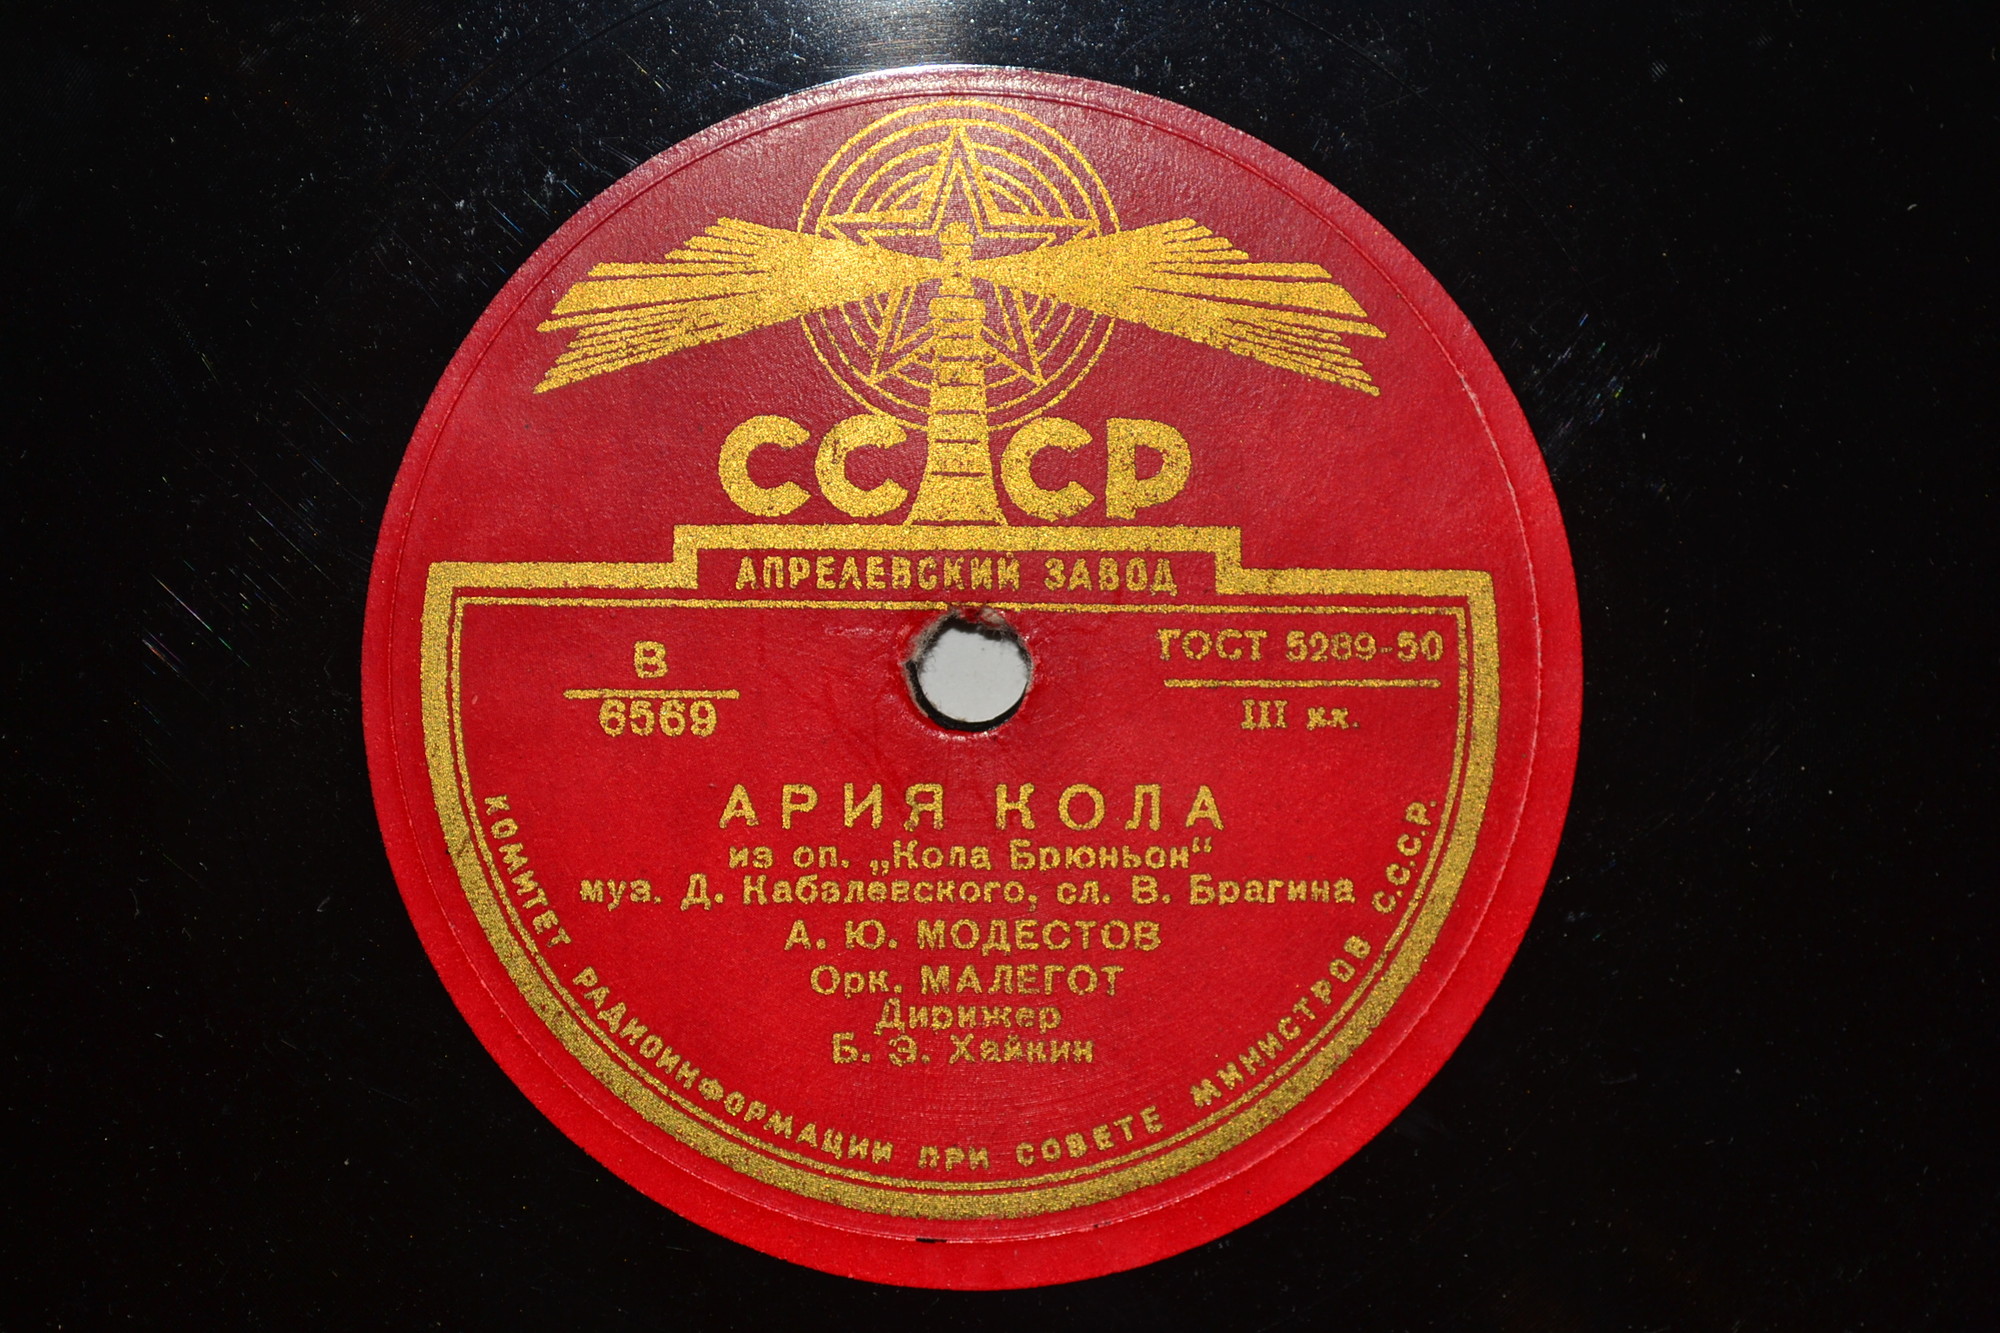 СССР
АПРЕЛЕВСКИЙ ЗАВОД
В
6569
ГОСТ 5289-50
III кл.
АРИЯ КОЛА
из оп. „Кола Брюньон“
муз. Д. Кабалевского, сл. В. Брагина
А. Ю. МОДЕСТОВ
Орк. МАЛЕГОТ
Дирижер
Б. Э. Хайкин
КОМИТЕТ РАДИОИНФОРМАЦИИ ПРИ СОВЕТЕ МИНИСТРОВ С.С.С.Р.